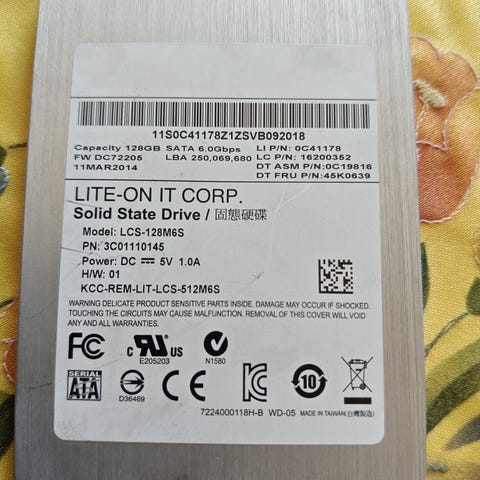 11S0C41178Z1ZSVB092018
Capacity 128GB SATA 6.0Gbps LI P/N: 0C41178
FW DC72205 LBA 250,069,680 LC P/N: 16200352
11MAR2014 DT ASM P/N:0C19816
DT FRU P/N:45K0639
LITE-ON IT CORP.
Solid State Drive / 固態硬碟
Model: LCS-128M6S
PN: 3C01110145
Power: DC ⎓ 5V 1.0A
H/W: 01
KCC-REM-LIT-LCS-512M6S
WARNING DELICATE PRODUCT SENSITIVE PARTS INSIDE. DAMAGE MAY OCCUR IF SHOCKED.
TOUCHING THE CIRCUITS MAY CAUSE MALFUNCTION. REMOVAL OF THIS COVER WILL VOID
ANY AND ALL WARRANTIES.
FC c RU US
E205203 N1580
SERIAL
ATA D36469 CE 10
7224000118H-B WD-05 MADE IN TAIWAN(台灣製造)